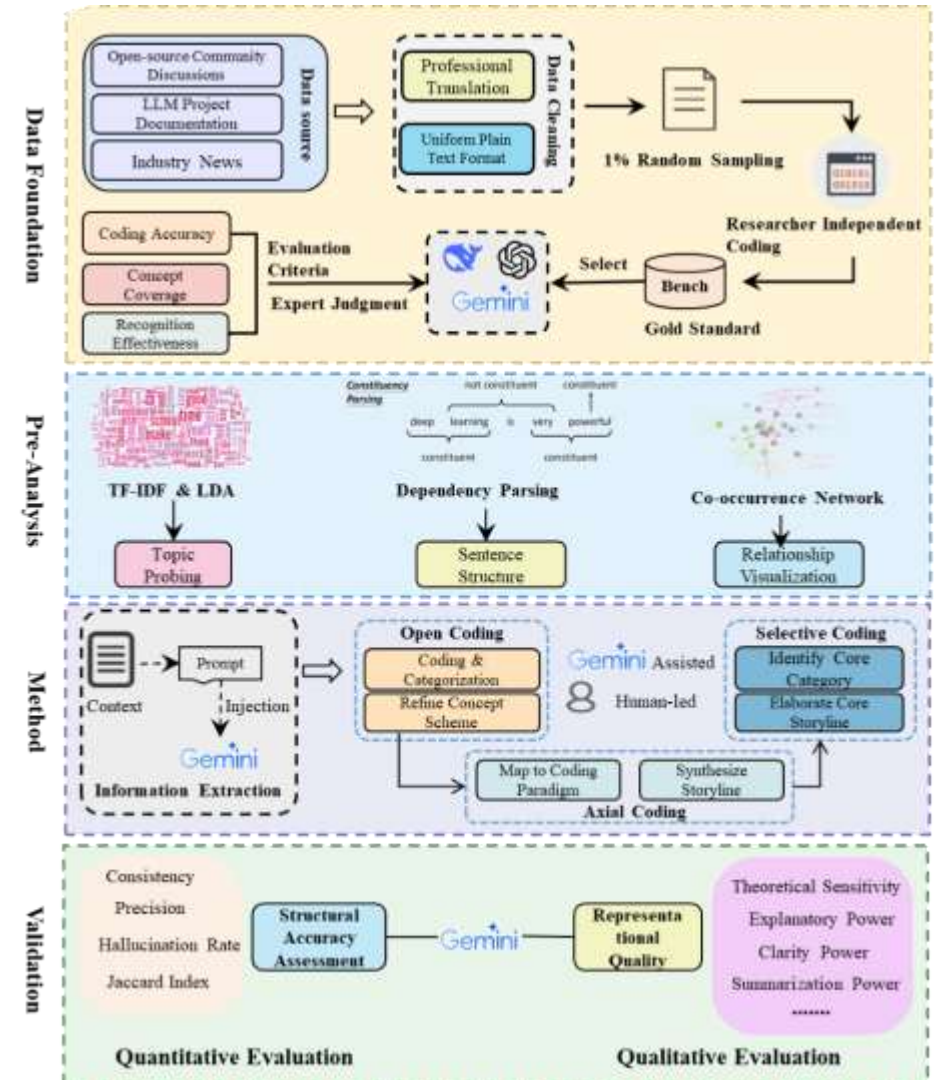 Data Foundation
Open-source Community
Discussions
LLM Project
Documentation
Industry News
Data source
Professional
Translation
Uniform Plain
Text Format
Data Cleaning
1% Random Sampling
Researcher Independent
Coding
Coding Accuracy
Concept
Coverage
Recognition
Effectiveness
Evaluation
Criteria
Expert Judgment
Gemini
Select
Bench
Gold Standard
Pre-Analysis
TF-IDF & LDA
Topic
Probing
Constituency
Parsing
not constituent
constituent
deep learning is very powerful
constituent
constituent
Dependency Parsing
Sentence
Structure
Co-occurrence Network
Relationship
Visualization
Method
Context
Prompt
Injection
Gemini
Information Extraction
Open Coding
Coding &
Categorization
Refine Concept
Scheme
Gemini Assisted
Human-led
Selective Coding
Identify Core
Category
Elaborate Core
Storyline
Map to Coding
Paradigm
Synthesize
Storyline
Axial Coding
Validation
Consistency
Precision
Hallucination Rate
Jaccard Index
Structural
Accuracy
Assessment
Gemini
Representa
tional
Quality
Theoretical Sensitivity
Explanatory Power
Clarity Power
Summarization Power
.......
Quantitative Evaluation
Qualitative Evaluation